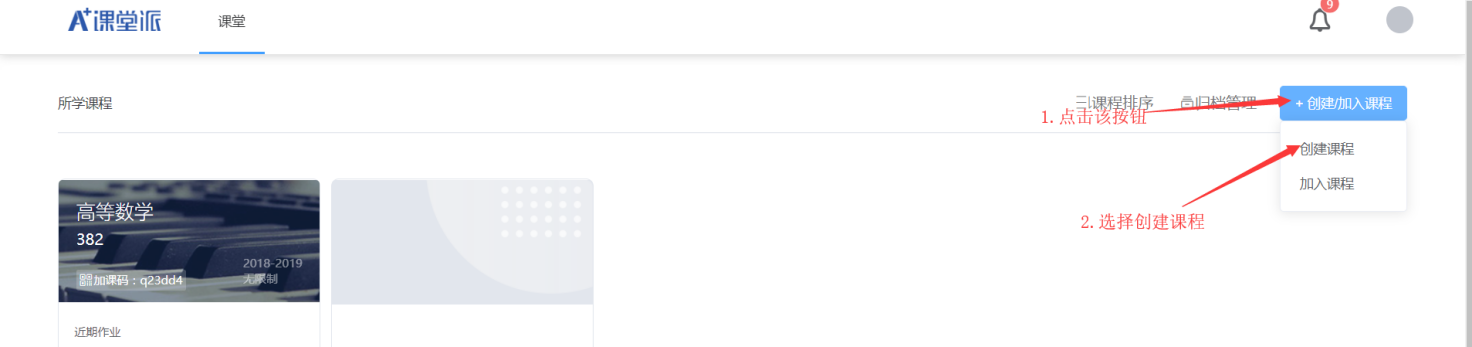 A+课堂派
课堂
9
所学课程
课程排序
归档管理
+ 创建/加入课程
1.点击该按钮
创建课程
加入课程
2.选择创建课程
高等数学
382
2018-2019
加课码：q23dd4
无限制
近期作业